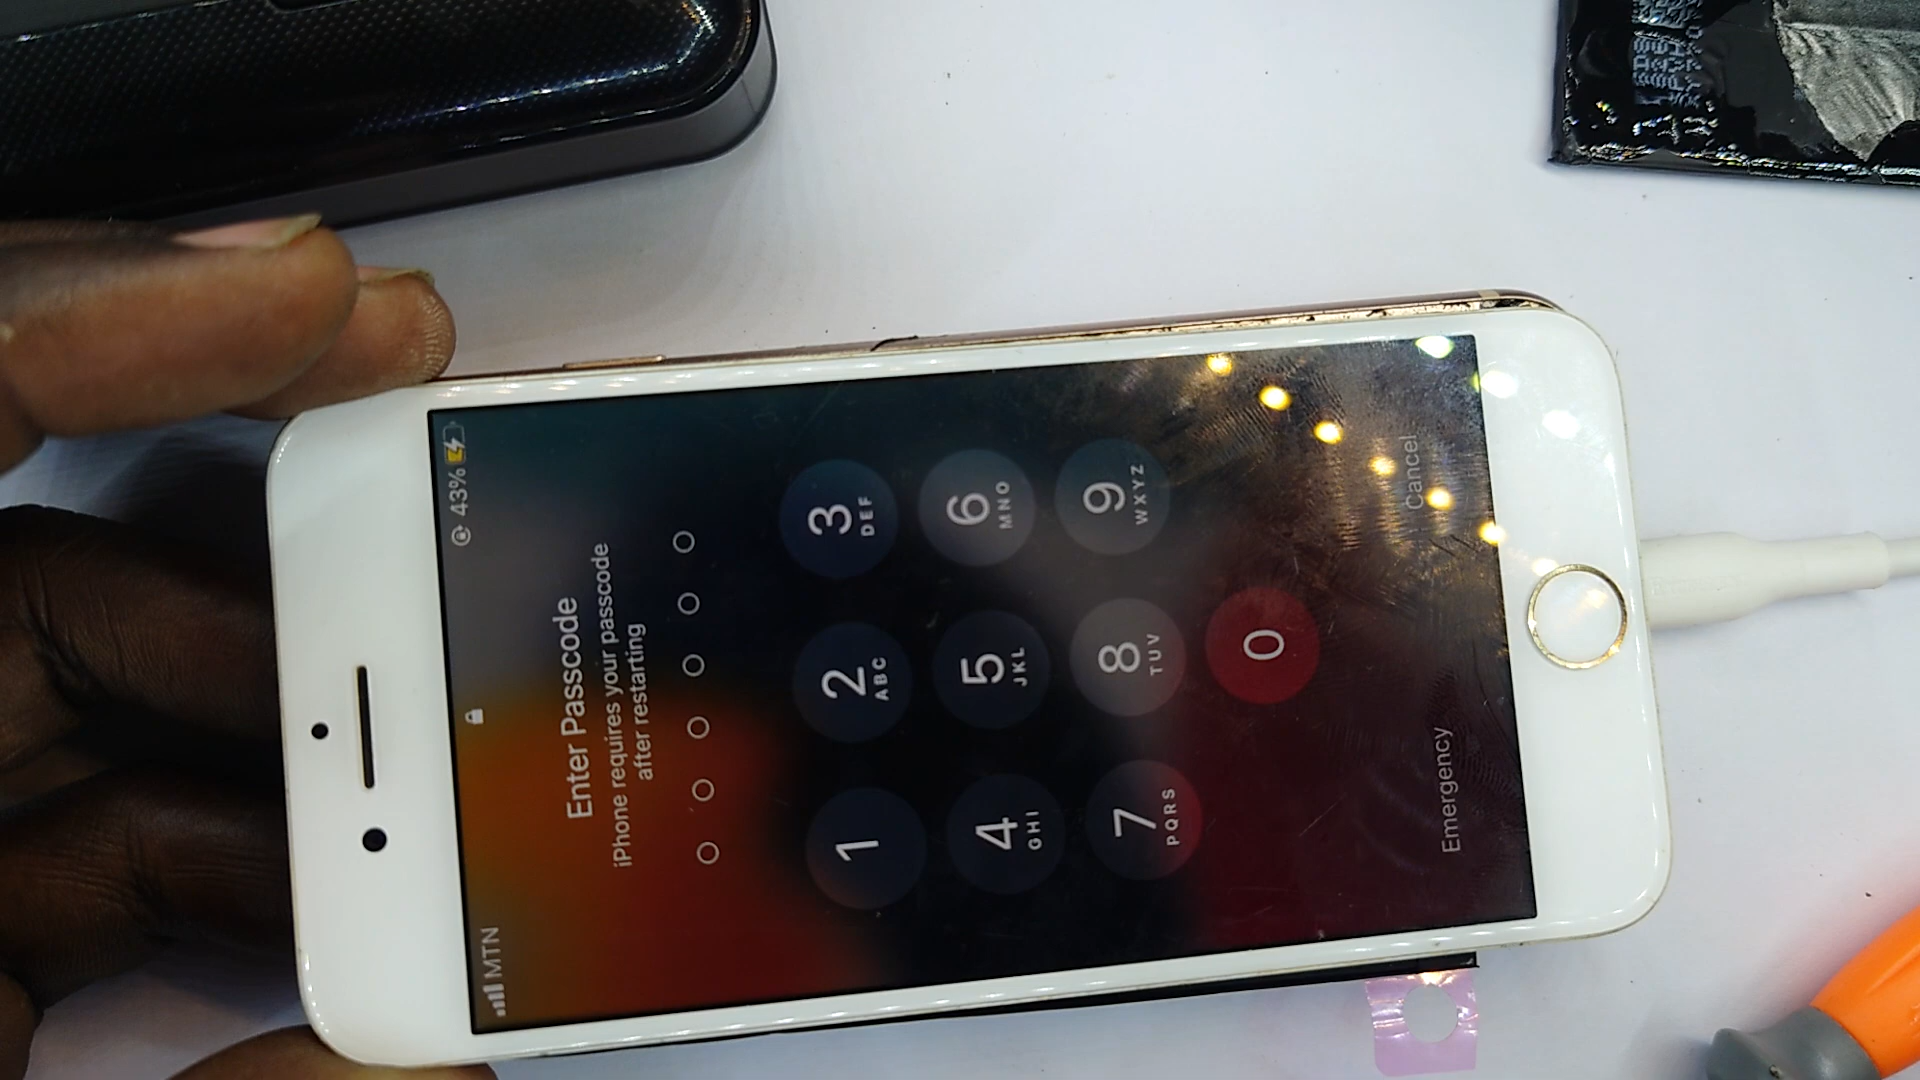 MTN
43%
Enter Passcode
iPhone requires your passcode
after restarting
1
2
ABC
3
DEF
4
GHI
5
JKL
6
MNO
7
PQRS
8
TUV
9
WXYZ
0
Emergency
Cancel